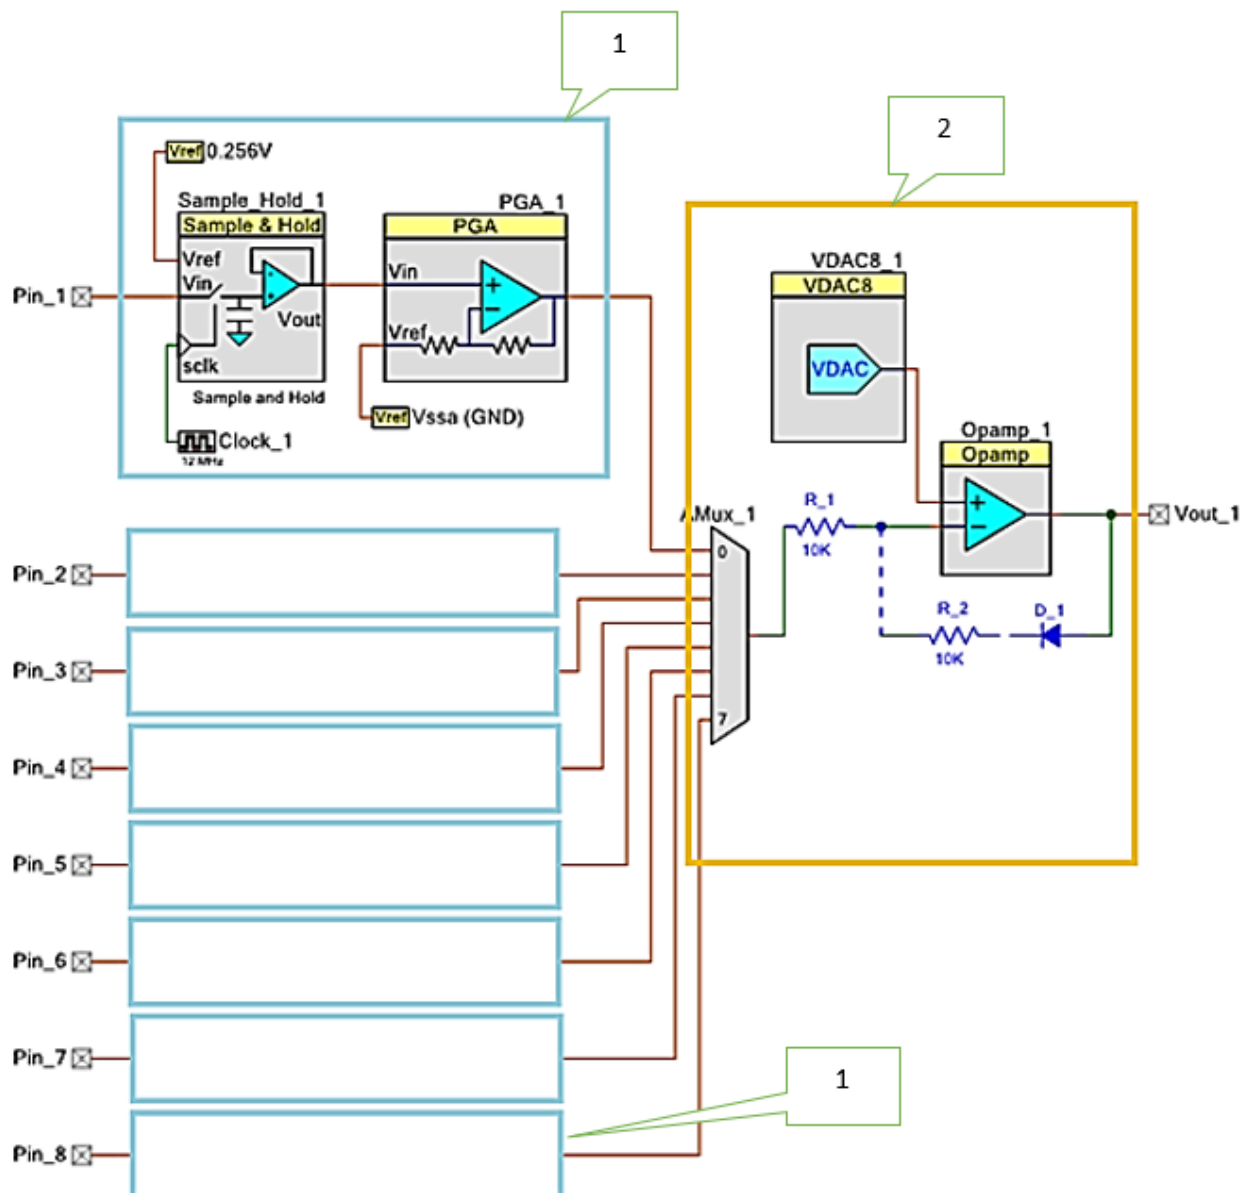 1
2
Vref 0.256V
Sample_Hold_1
Sample & Hold
Vref
Vin
Vout
sclk
Sample and Hold
Clock_1
12 MHz
PGA_1
PGA
Vin
Vref
Vref Vssa (GND)
Pin_1
VDAC8_1
VDAC8
VDAC
Opamp_1
Opamp
R_1
10K
AMux_1
0
7
R_2
10K
D_1
Vout_1
Pin_2
Pin_3
Pin_4
Pin_5
Pin_6
Pin_7
1
Pin_8